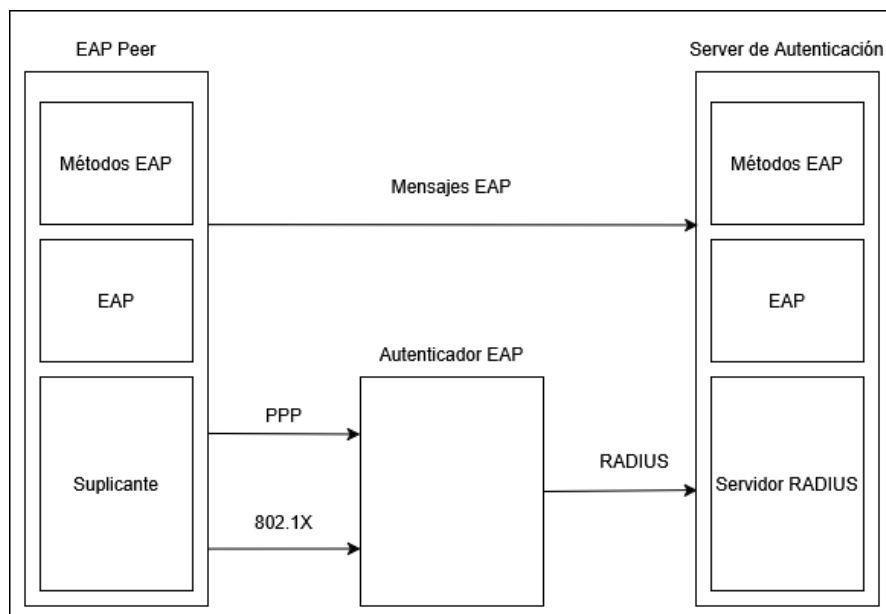 EAP Peer
Server de Autenticación
Métodos EAP
Mensajes EAP
Métodos EAP
EAP
EAP
Autenticador EAP
PPP
Suplicante
802.1X
RADIUS
Servidor RADIUS